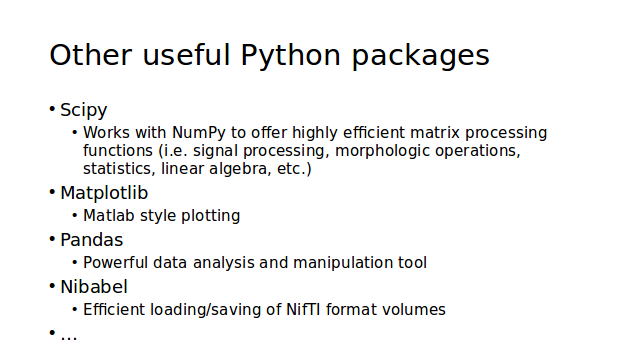 Other useful Python packages
• Scipy
• Works with NumPy to offer highly efficient matrix processing
functions (i.e. signal processing, morphologic operations,
statistics, linear algebra, etc.)
• Matplotlib
• Matlab style plotting
• Pandas
• Powerful data analysis and manipulation tool
• Nibabel
• Efficient loading/saving of NifTI format volumes
• ...